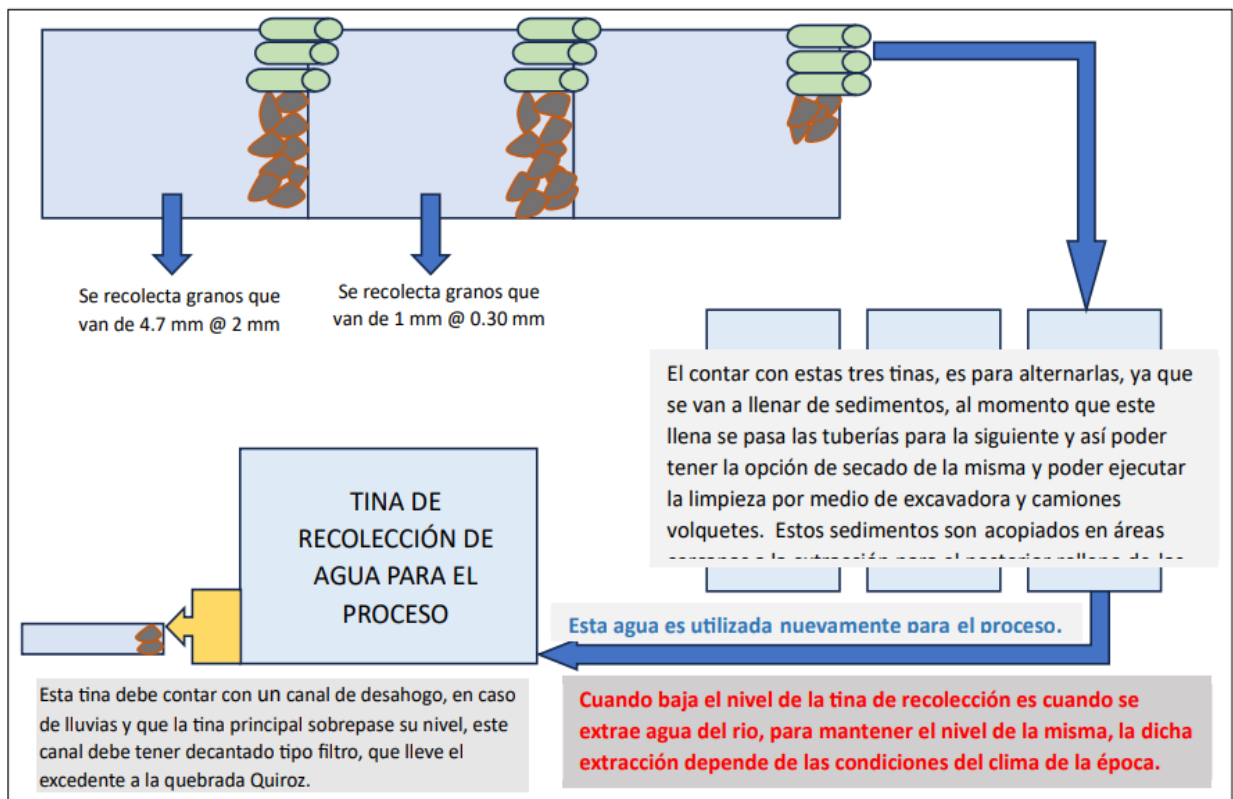 Se recolecta granos que
van de 4.7 mm @ 2 mm
Se recolecta granos que
van de 1 mm @ 0.30 mm
El contar con estas tres tinas, es para alternarlas, ya que
se van a llenar de sedimentos, al momento que este
llena se pasa las tuberías para la siguiente y así poder
tener la opción de secado de la misma y poder ejecutar
la limpieza por medio de excavadora y camiones
volquetes. Estos sedimentos son acopiados en áreas
a la extracción para el posterior relleno de las
TINA DE
RECOLECCIÓN DE
AGUA PARA EL
PROCESO
Esta agua es utilizada nuevamente para el proceso.
Esta tina debe contar con un canal de desahogo, en caso
de lluvias y que la tina principal sobrepase su nivel, este
canal debe tener decantado tipo filtro, que lleve el
excedente a la quebrada Quiroz.
Cuando baja el nivel de la tina de recolección es cuando se
extrae agua del rio, para mantener el nivel de la misma, la dicha
extracción depende de las condiciones del clima de la época.